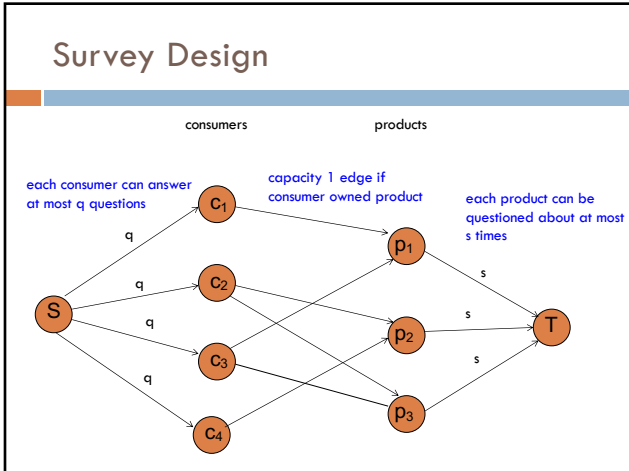 Survey Design
consumers
products
each consumer can answer
at most q questions
capacity 1 edge if
consumer owned product
each product can be
questioned about at most
s times
c1
p1
q
s
c2
q
S
q
s
T
p2
c3
q
s
p3
c4